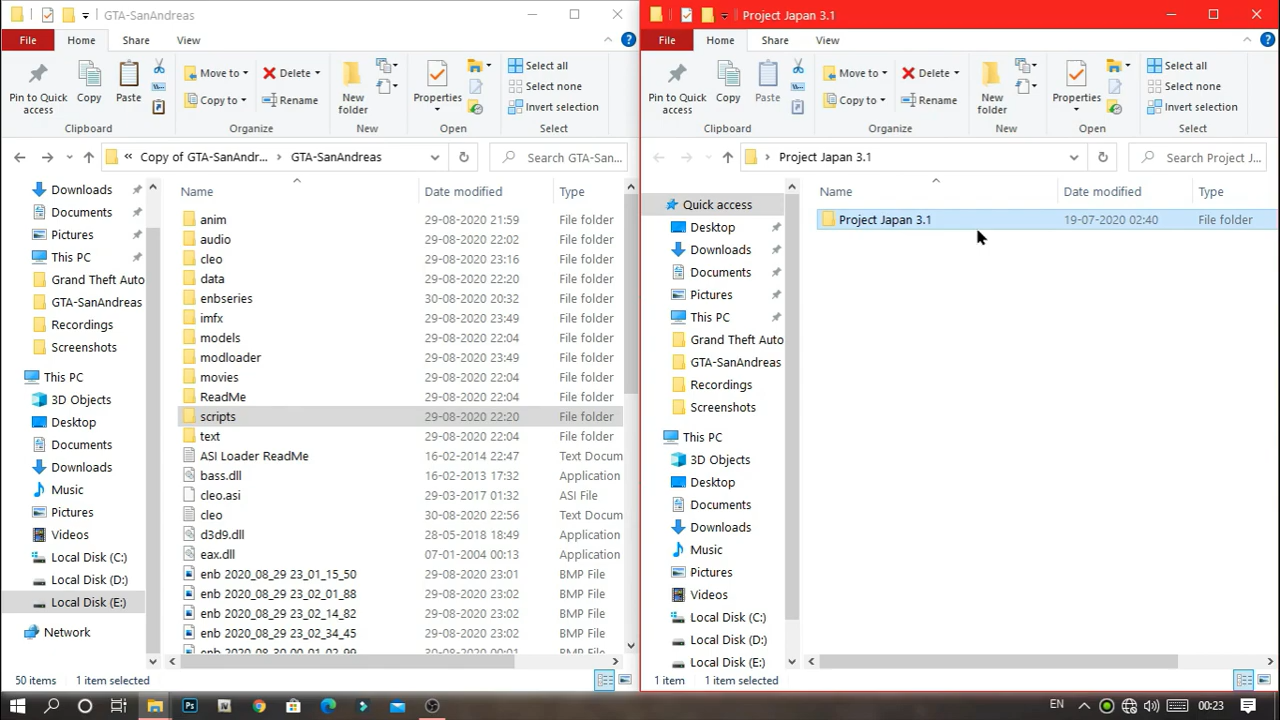 GTA-SanAndreas
File Home Share View
Pin to Quick access
Copy
Paste
Move to
Copy to
Delete
Rename
New folder
Properties
Select all
Select none
Invert selection
Clipboard Organize New Open Select
« Copy of GTA-SanAndr... > GTA-SanAndreas
Search GTA-San...
Downloads
Documents
Pictures
This PC
Grand Theft Auto
GTA-SanAndreas
Recordings
Screenshots
This PC
3D Objects
Desktop
Documents
Downloads
Music
Pictures
Videos
Local Disk (C:)
Local Disk (D:)
Local Disk (E:)
Network
Name Date modified Type
anim 29-08-2020 21:59 File folder
audio 29-08-2020 22:02 File folder
cleo 29-08-2020 23:16 File folder
data 29-08-2020 22:20 File folder
enbseries 30-08-2020 20:32 File folder
imfx 29-08-2020 23:49 File folder
models 29-08-2020 22:04 File folder
modloader 29-08-2020 23:49 File folder
movies 29-08-2020 22:04 File folder
ReadMe 29-08-2020 22:04 File folder
scripts 29-08-2020 22:20 File folder
text 29-08-2020 22:04 File folder
ASI Loader ReadMe 16-02-2014 22:47 Text Docum
bass.dll 16-02-2013 17:32 Application
cleo.asi 29-03-2017 01:32 ASI File
cleo 30-08-2020 22:56 Text Docum
d3d9.dll 28-05-2018 18:49 Application
eax.dll 07-01-2004 00:13 Application
enb 2020_08_29 23_01_15_50 29-08-2020 23:01 BMP File
enb 2020_08_29 23_02_01_88 29-08-2020 23:02 BMP File
enb 2020_08_29 23_02_14_82 29-08-2020 23:02 BMP File
enb 2020_08_29 23_02_34_45 29-08-2020 23:02 BMP File
enb 2020_08_30 00_01_02_99 30-08-2020 00:01 BMP File
50 items 1 item selected
Project Japan 3.1
File Home Share View
Pin to Quick access
Copy
Paste
Move to
Copy to
Delete
Rename
New folder
Properties
Select all
Select none
Invert selection
Clipboard Organize New Open Select
> Project Japan 3.1
Search Project J...
Quick access
Desktop
Downloads
Documents
Pictures
This PC
Grand Theft Auto
GTA-SanAndreas
Recordings
Screenshots
This PC
3D Objects
Desktop
Documents
Downloads
Music
Pictures
Videos
Local Disk (C:)
Local Disk (D:)
Local Disk (E:)
Name Date modified Type
Project Japan 3.1 19-07-2020 02:40 File folder
1 item 1 item selected
Ps
N
EN
00:23